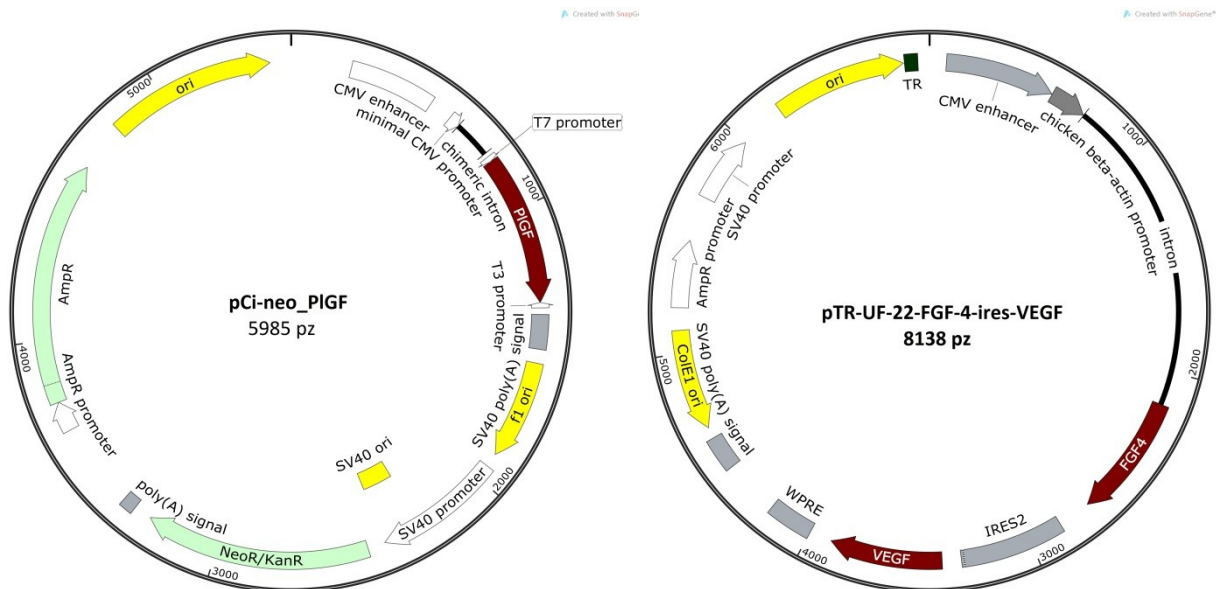 Created with SnapGe
Created with SnapGene®
ori
5000
CMV enhancer
minimal CMV promoter
chimeric intron
T7 promoter
1000
PlGF
T3 promoter
SV40 poly(A) signal
f1 ori
2000
SV40 promoter
SV40 ori
NeoR/KanR
3000
poly(A) signal
AmpR promoter
4000
AmpR
pCi-neo_PlGF
5985 pz
ori
TR
CMV enhancer
chicken beta-actin promoter
1000
intron
2000
FGF4
IRES2
3000
VEGF
4000
WPRE
SV40 poly(A) signal
ColE1 ori
5000
AmpR promoter
SV40 promoter
6000
pTR-UF-22-FGF-4-ires-VEGF
8138 pz